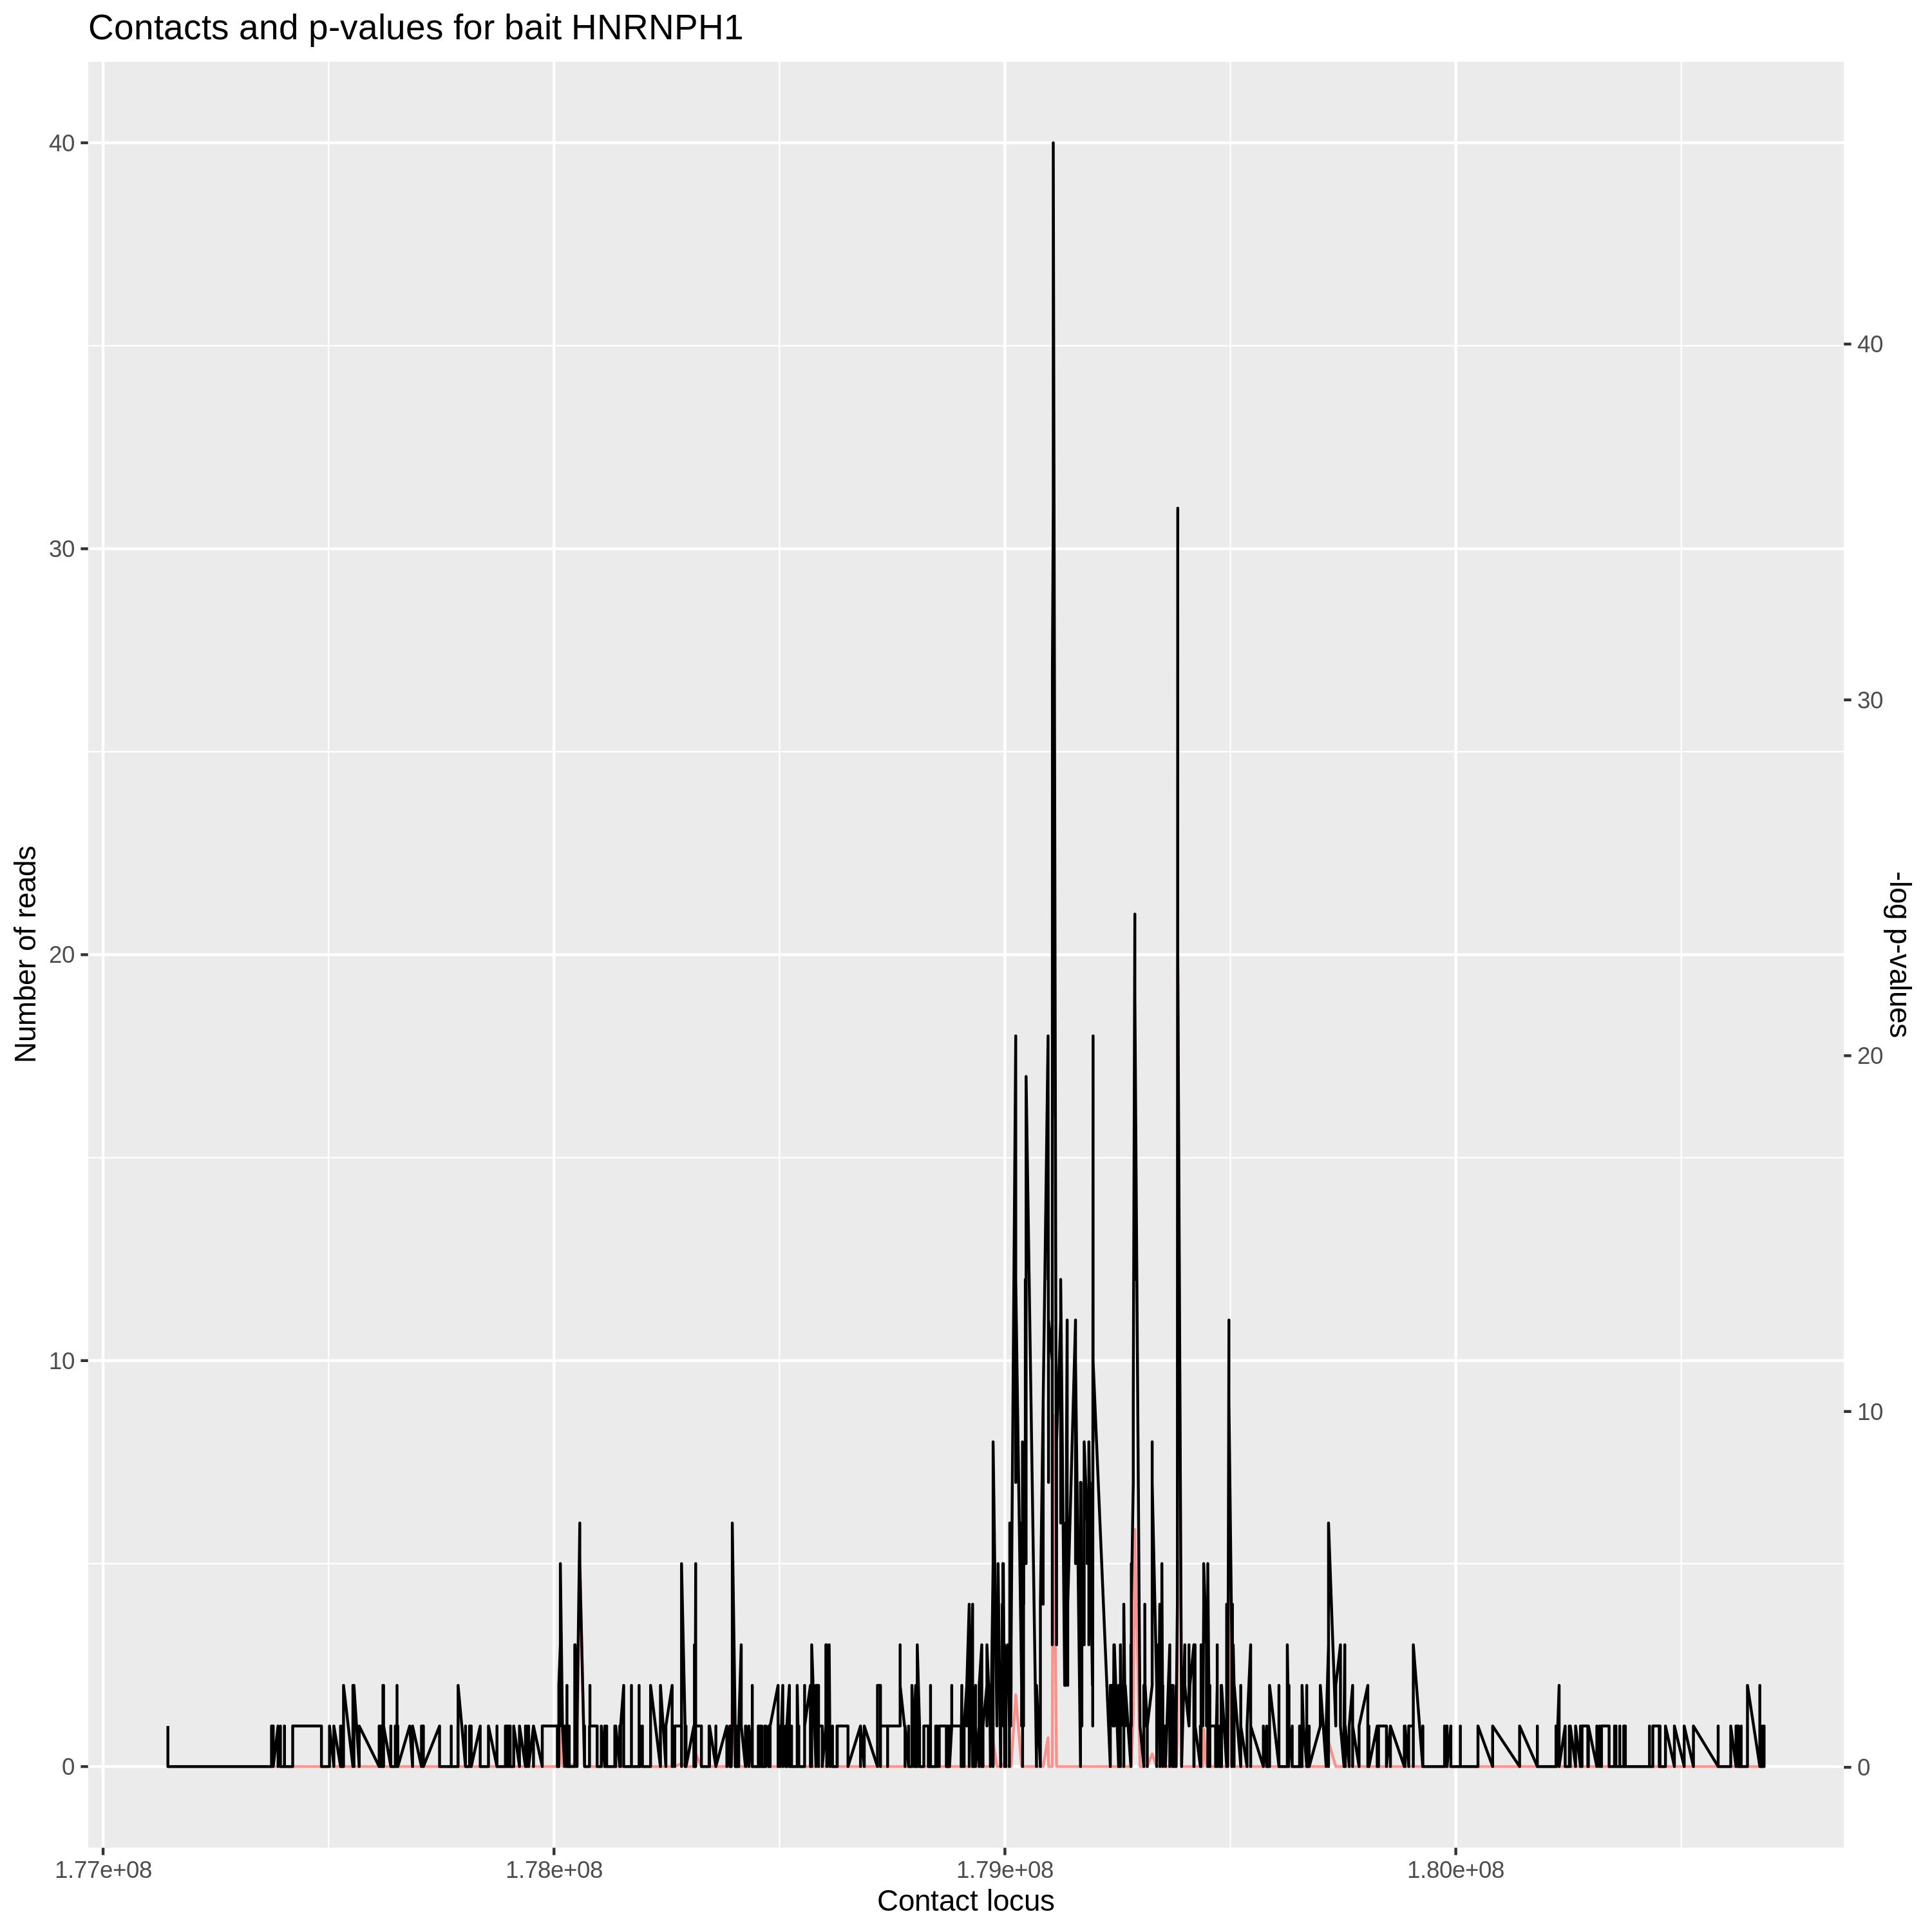 Contacts and p-values for bait HNRNPH1
40
30
20
10
0
Number of reads
40
30
20
10
0
-log p-values
1.77e+08
1.78e+08
1.79e+08
1.80e+08
Contact locus